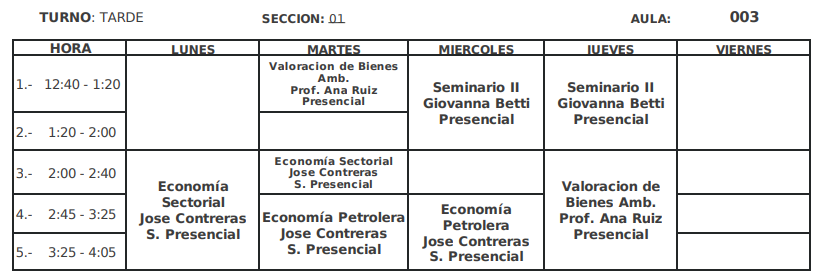 TURNO: TARDE SECCION: 01 AULA: 003
HORA LUNES MARTES MIERCOLES JUEVES VIERNES
1.- 12:40 - 1:20
Valoracion de Bienes
Amb.
Prof. Ana Ruiz
Presencial
Seminario II
Giovanna Betti
Presencial
Seminario II
Giovanna Betti
Presencial
2.- 1:20 - 2:00
3.- 2:00 - 2:40
Economía
Sectorial
Jose Contreras
S. Presencial
Economía Sectorial
Jose Contreras
S. Presencial
Valoracion de
Bienes Amb.
Prof. Ana Ruiz
Presencial
4.- 2:45 - 3:25
Economía Petrolera
Jose Contreras
S. Presencial
Economía
Petrolera
Jose Contreras
S. Presencial
5.- 3:25 - 4:05